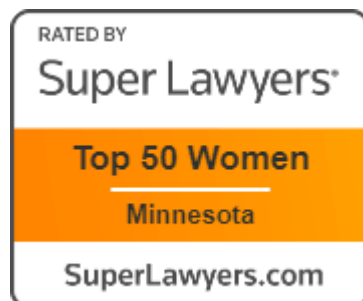 RATED BY
Super Lawyers®
Top 50 Women
Minnesota
SuperLawyers.com